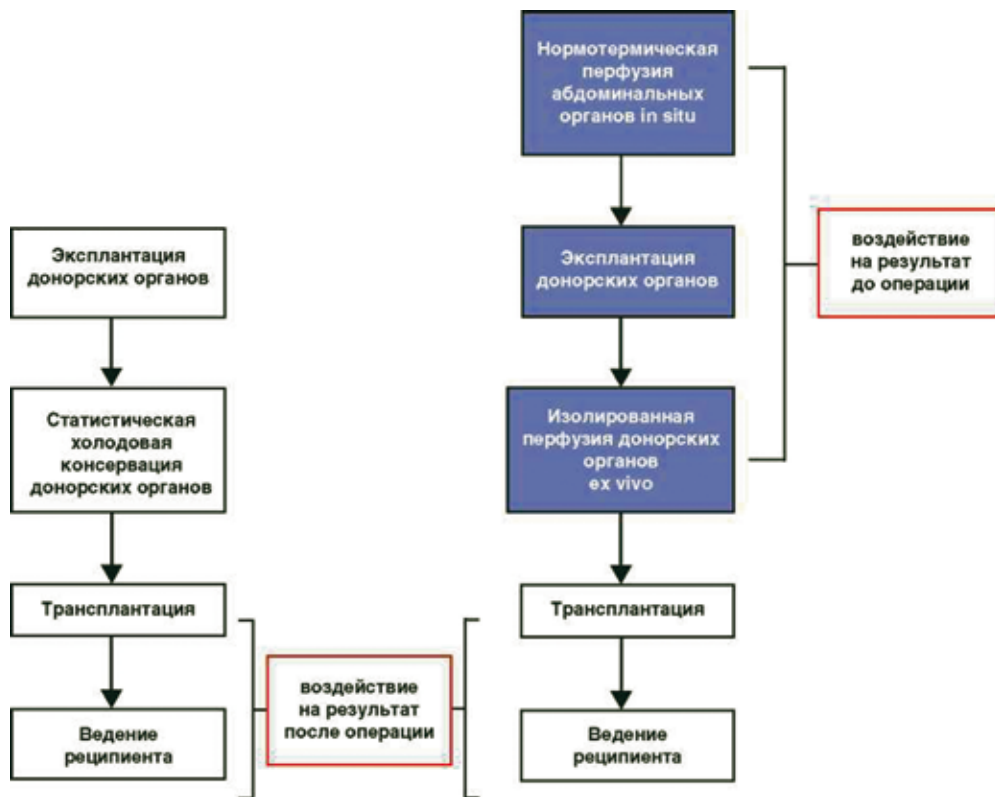 Нормотермическая
перфузия
абдоминальных
органов in situ
Эксплантация
донорских органов
Эксплантация
донорских органов
воздействие
на результат
до операции
Статистическая
холодовая
консервация
донорских органов
Изолированная
перфузия донорских
органов
ex vivo
Трансплантация
Трансплантация
воздействие
на результат
после операции
Ведение
реципиента
Ведение
реципиента